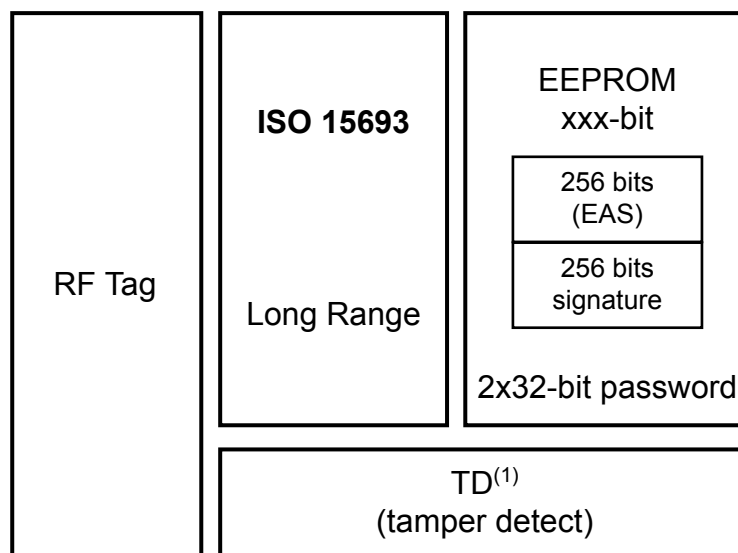 RF Tag
ISO 15693
Long Range
EEPROM
xxx-bit
256 bits
(EAS)
256 bits
signature
2x32-bit password
TD(1)
(tamper detect)